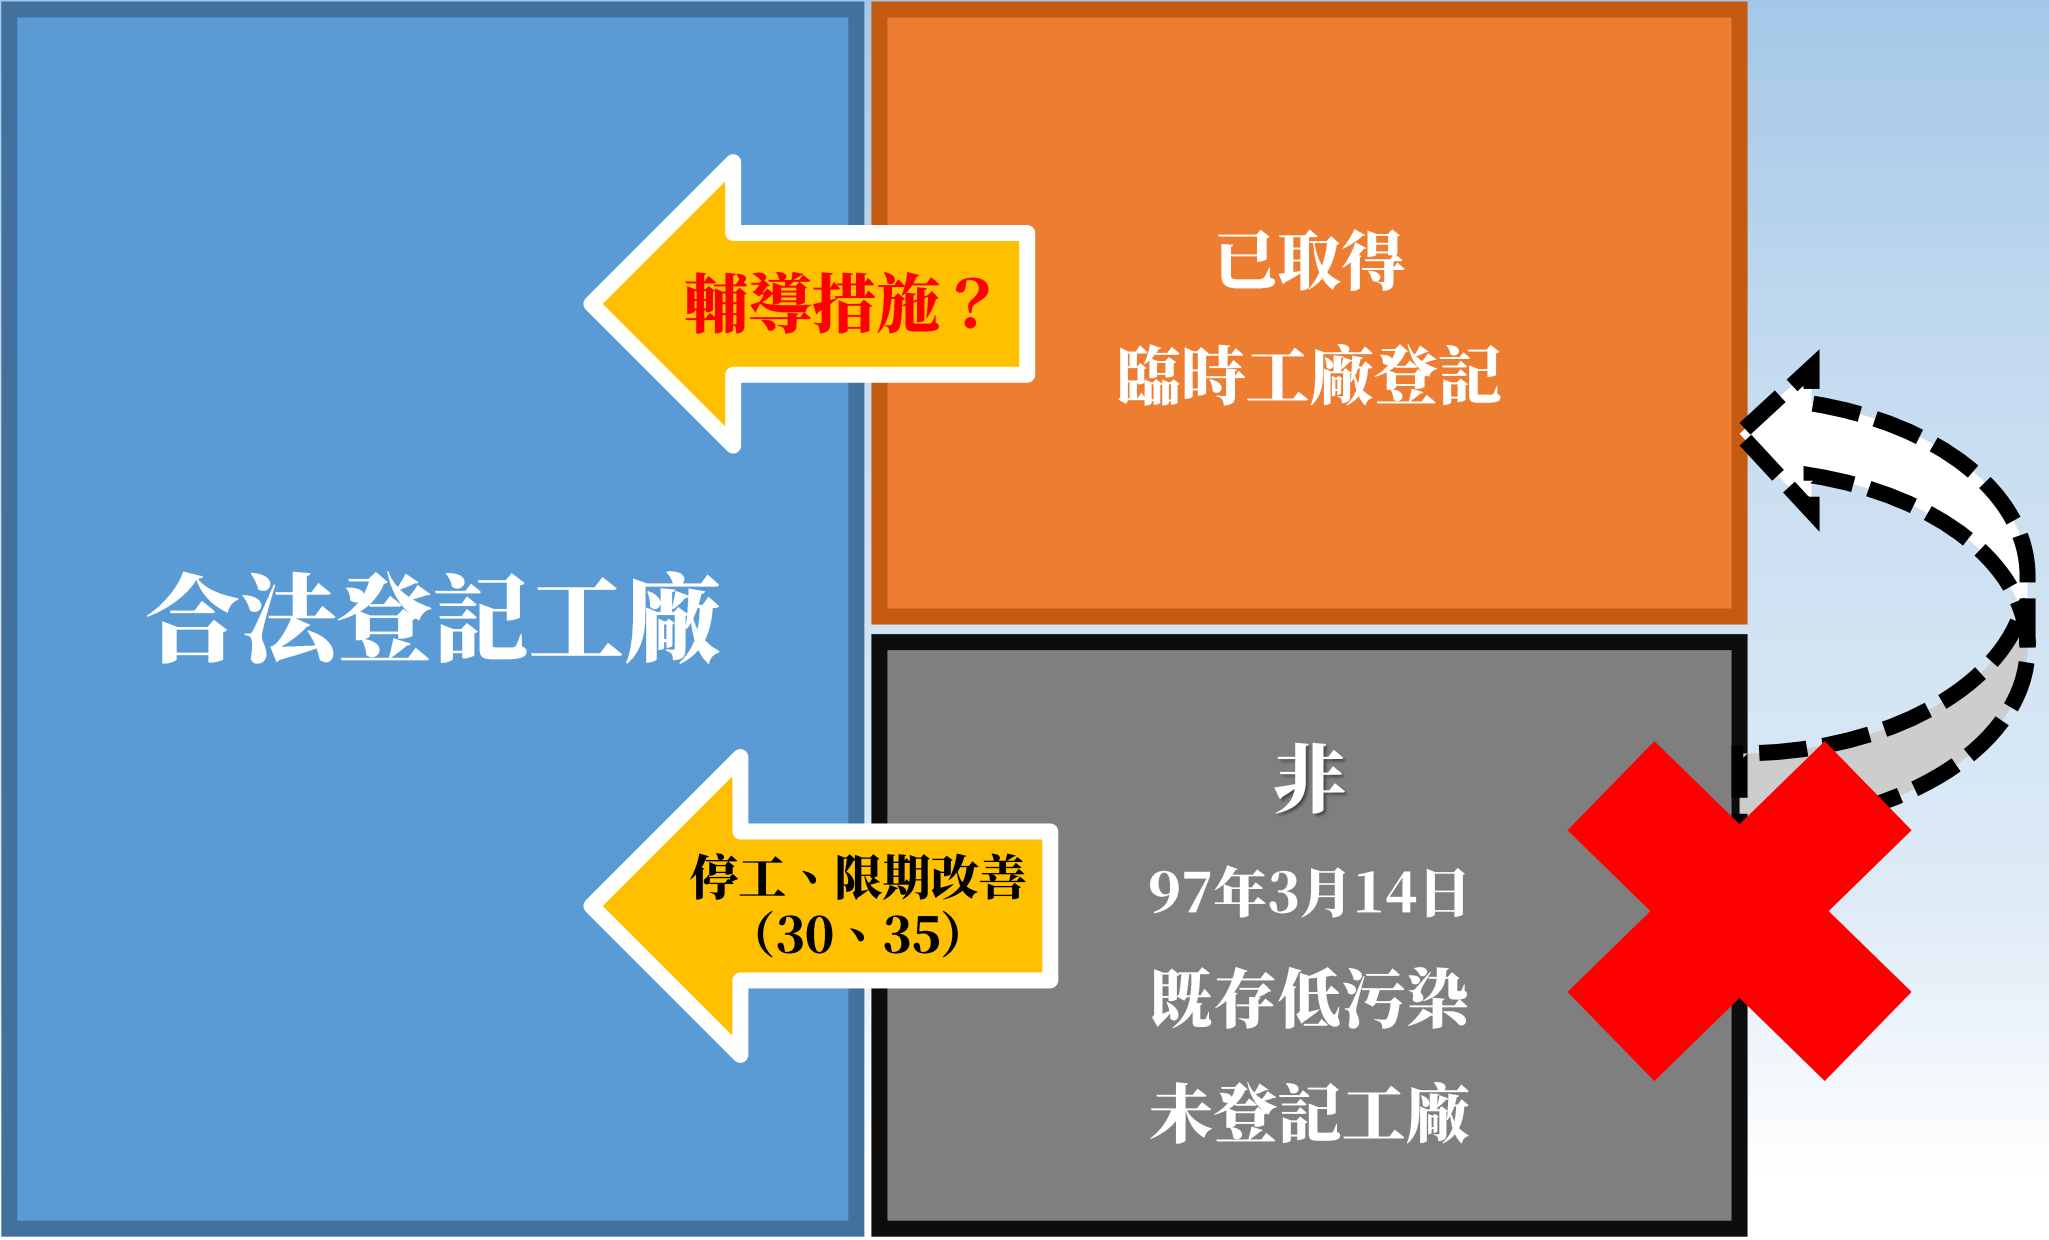 合法登記工廠
輔導措施？
已取得
臨時工廠登記
停工、限期改善
(30、35)
非
97年3月14日
既存低污染
未登記工廠